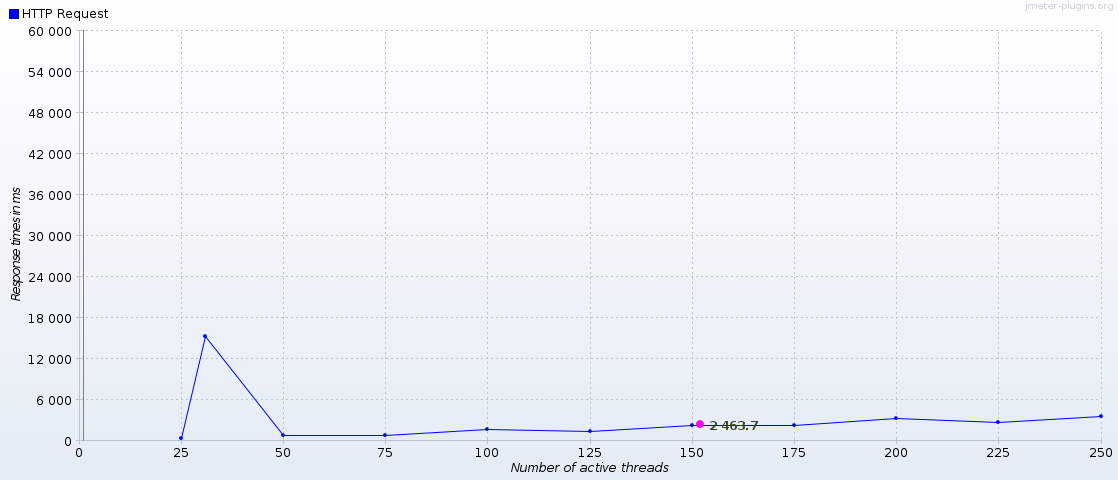 HTTP Request
jmeter-plugins.org
60 000
54 000
48 000
42 000
36 000
30 000
24 000
18 000
12 000
6 000
0
Response times in ms
2 463.7
0 25 50 75 100 125 150 175 200 225 250
Number of active threads